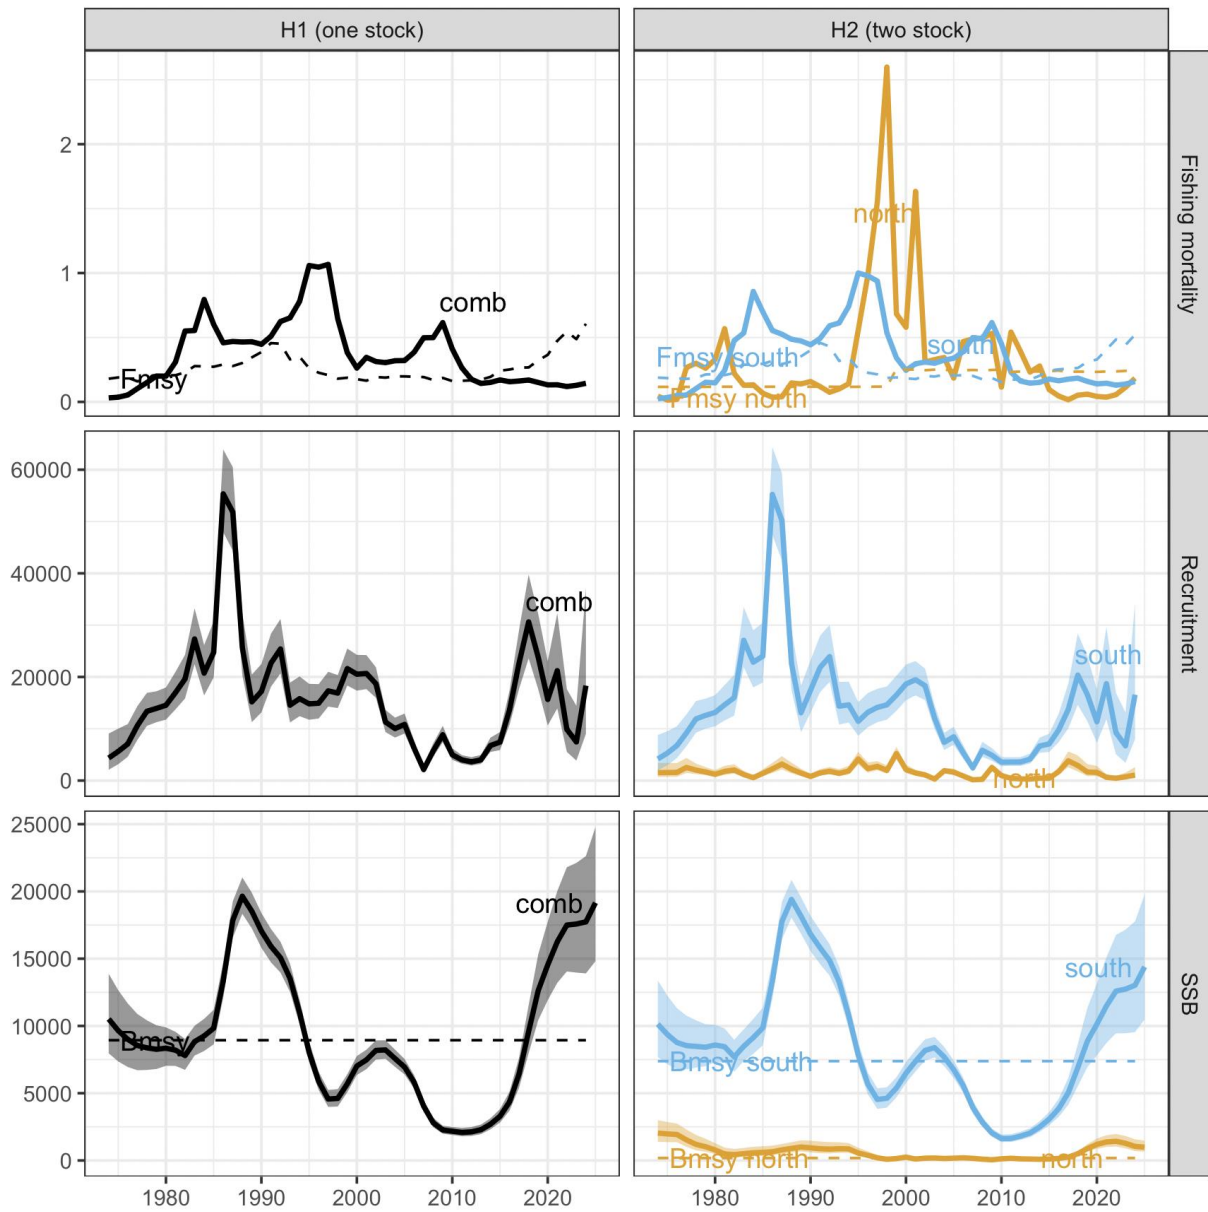 H1 (one stock)
H2 (two stock)
2
1
0
comb
Fmsy
north
south
Fmsy south
Fmsy north
Fishing mortality
60000
40000
20000
0
comb
south
north
Recruitment
25000
20000
15000
10000
5000
0
comb
Bmsy
south
Bmsy south
Bmsy north
north
SSB
1980
1990
2000
2010
2020
1980
1990
2000
2010
2020